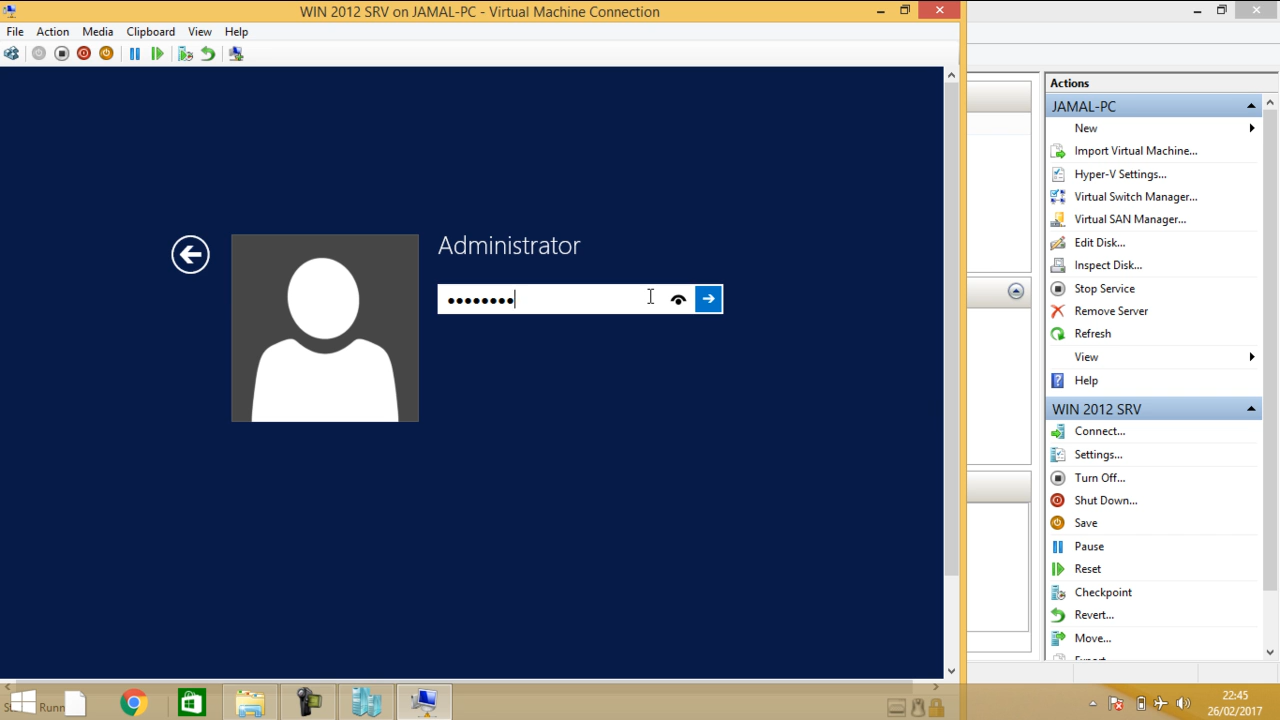 WIN 2012 SRV on JAMAL-PC - Virtual Machine Connection
File Action Media Clipboard View Help
Administrator
••••••••
Actions
JAMAL-PC
New
Import Virtual Machine...
Hyper-V Settings...
Virtual Switch Manager...
Virtual SAN Manager...
Edit Disk...
Inspect Disk...
Stop Service
Remove Server
Refresh
View
Help
WIN 2012 SRV
Connect...
Settings...
Turn Off...
Shut Down...
Save
Pause
Reset
Checkpoint
Revert...
Move...
22:45
26/02/2017